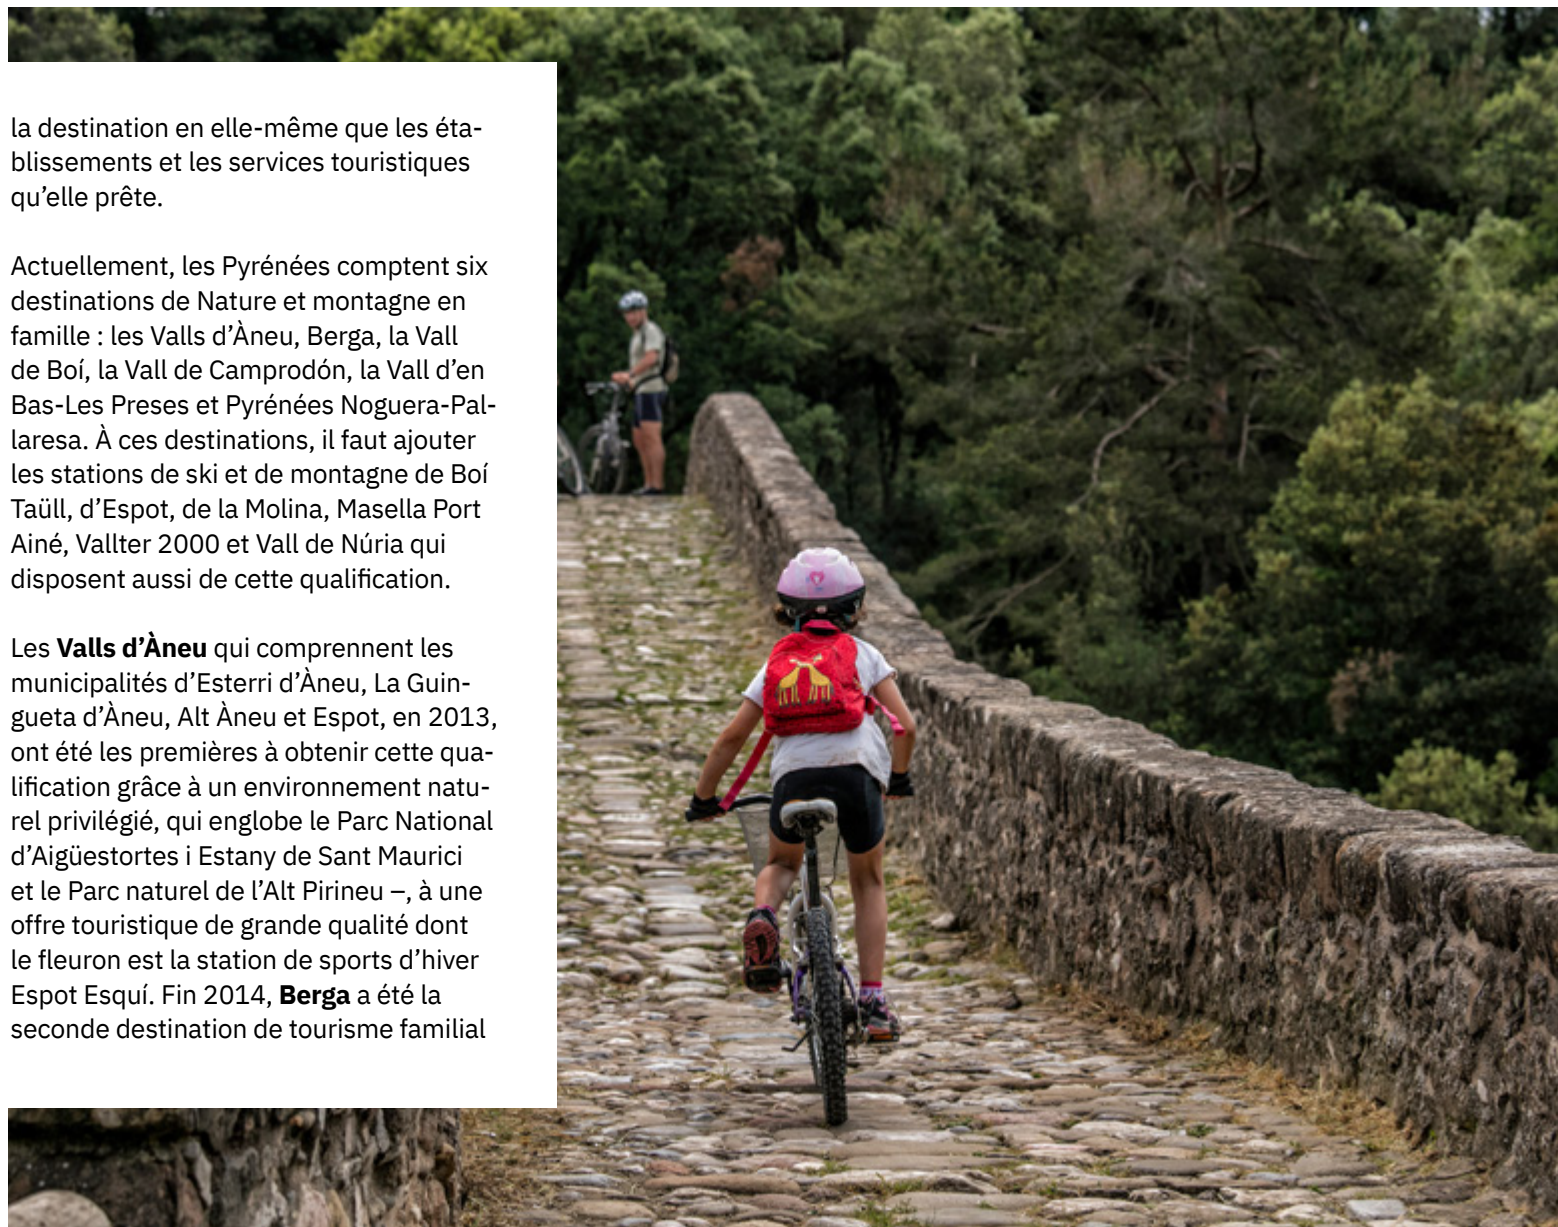 la destination en elle-même que les éta-
blissements et les services touristiques
qu’elle prête.
Actuellement, les Pyrénées comptent six
destinations de Nature et montagne en
famille : les Valls d’Àneu, Berga, la Vall
de Boí, la Vall de Camprodón, la Vall d’en
Bas-Les Preses et Pyrénées Noguera-Pal-
laresa. À ces destinations, il faut ajouter
les stations de ski et de montagne de Boí
Taüll, d’Espot, de la Molina, Masella Port
Ainé, Vallter 2000 et Vall de Núria qui
disposent aussi de cette qualification.
Les Valls d’Àneu qui comprennent les
municipalités d’Esterri d’Àneu, La Guin-
gueta d’Àneu, Alt Àneu et Espot, en 2013,
ont été les premières à obtenir cette qua-
lification grâce à un environnement natu-
rel privilégié, qui englobe le Parc National
d’Aigüestortes i Estany de Sant Maurici
et le Parc naturel de l’Alt Pirineu –, à une
offre touristique de grande qualité dont
le fleuron est la station de sports d’hiver
Espot Esquí. Fin 2014, Berga a été la
seconde destination de tourisme familial